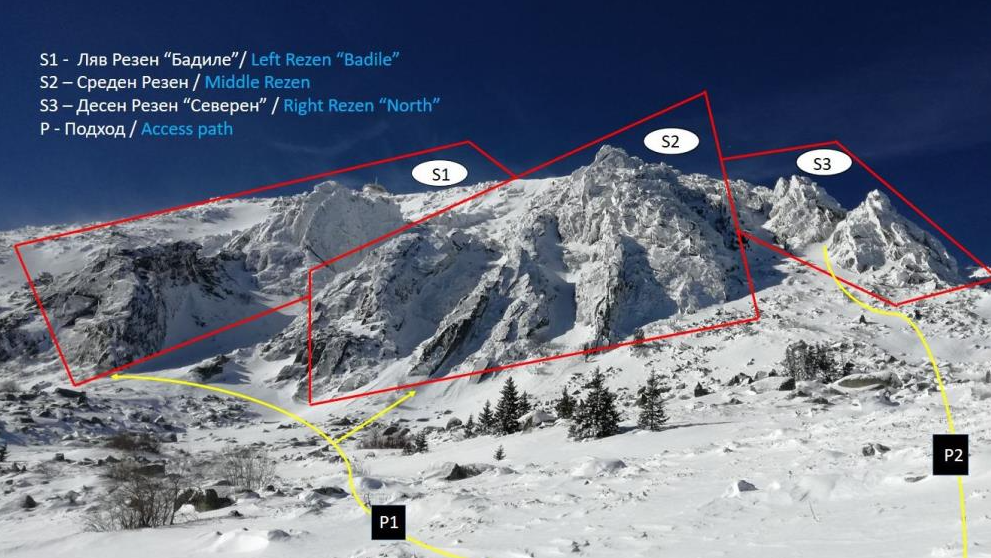 S1 - Ляв Резен “Бадиле”/ Left Rezen “Badile”
S2 – Среден Резен / Middle Rezen
S3 – Десен Резен “Северен” / Right Rezen “North”
P - Подход / Access path
S1
S2
S3
P1
P2